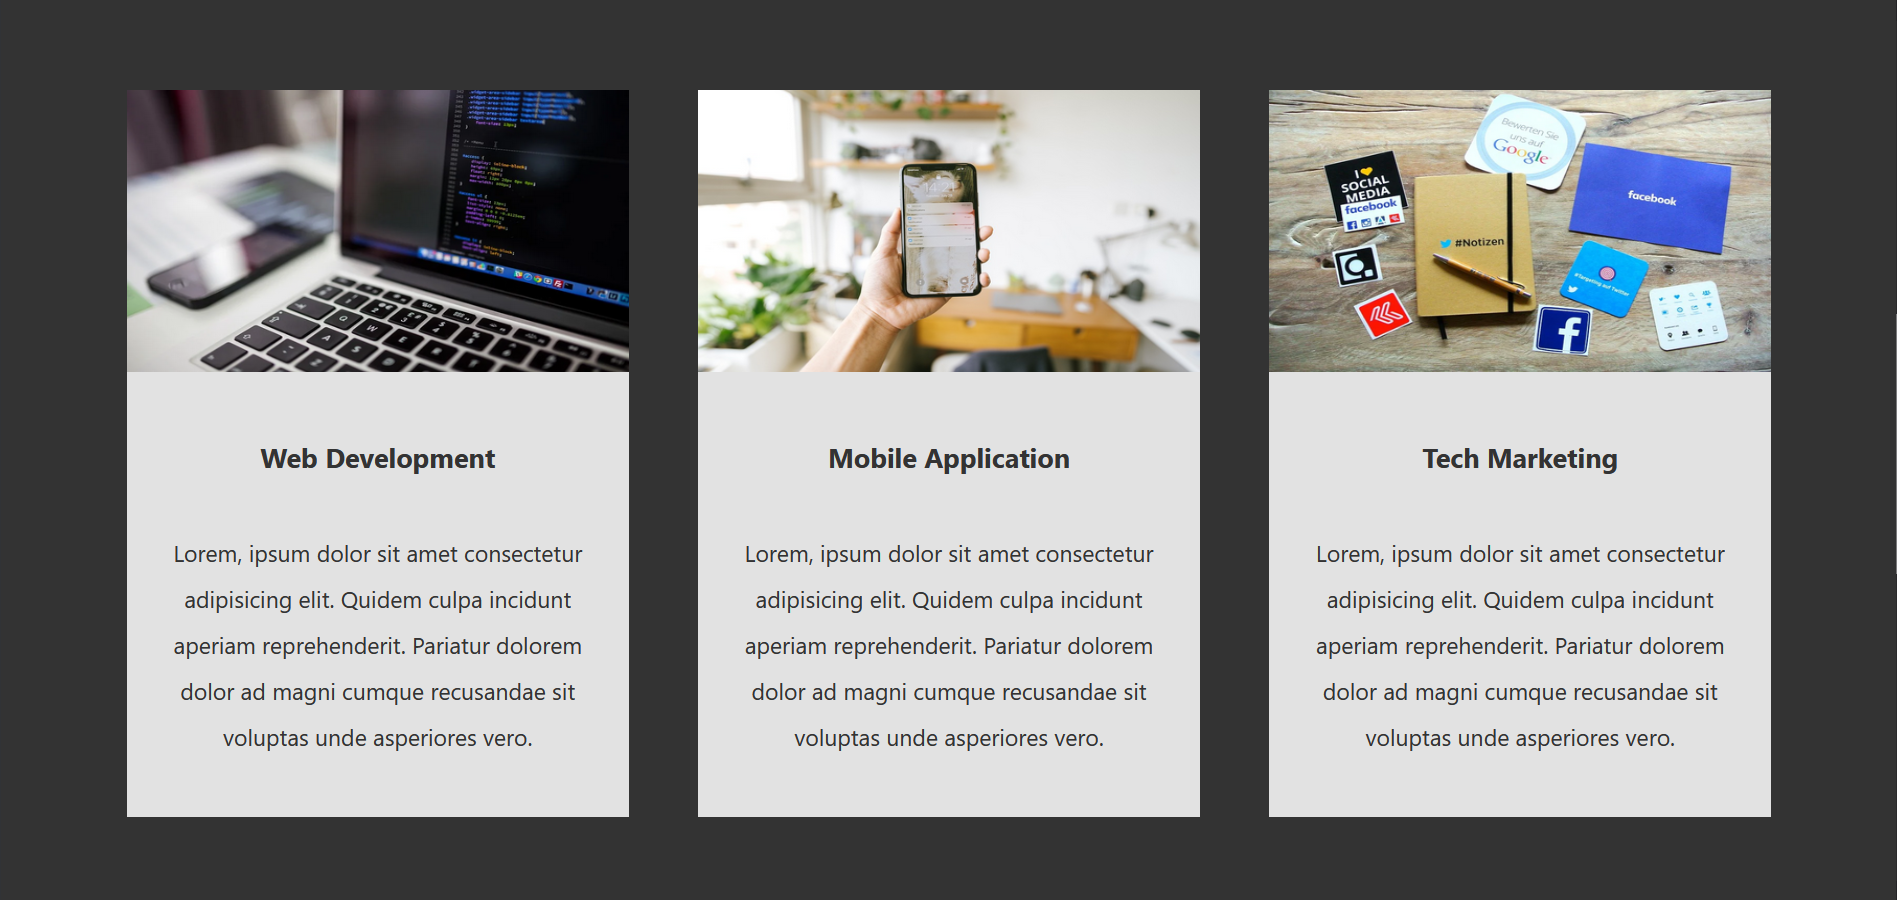 Bewerten Sie
uns auf
Google
I
SOCIAL
MEDIA
facebook
facebook
#Notizen
#Targeting auf Twitter
Web Development
Lorem, ipsum dolor sit amet consectetur
adipisicing elit. Quidem culpa incidunt
aperiam reprehenderit. Pariatur dolorem
dolor ad magni cumque recusandae sit
voluptas unde asperiores vero.
Mobile Application
Lorem, ipsum dolor sit amet consectetur
adipisicing elit. Quidem culpa incidunt
aperiam reprehenderit. Pariatur dolorem
dolor ad magni cumque recusandae sit
voluptas unde asperiores vero.
Tech Marketing
Lorem, ipsum dolor sit amet consectetur
adipisicing elit. Quidem culpa incidunt
aperiam reprehenderit. Pariatur dolorem
dolor ad magni cumque recusandae sit
voluptas unde asperiores vero.